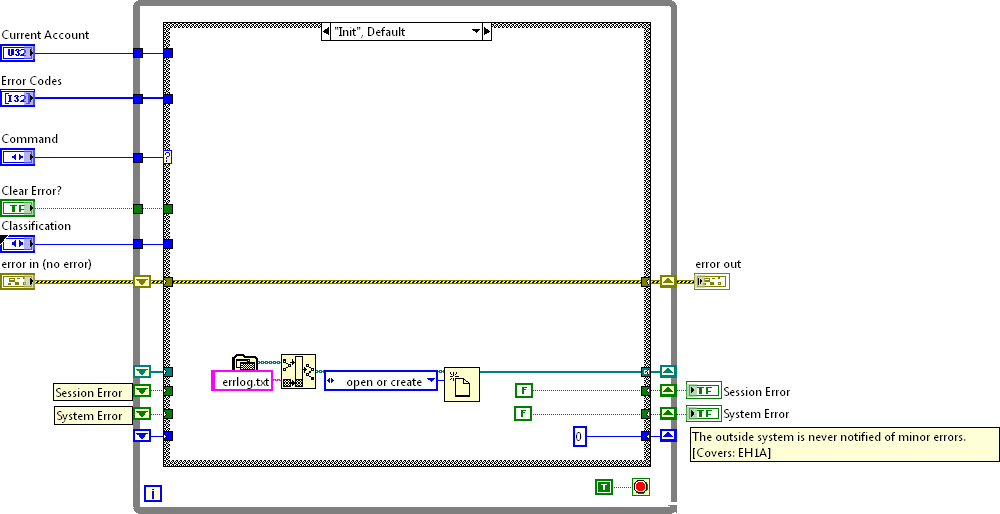 "Init", Default
Current Account
U32
Error Codes
I32
Command
?
Clear Error?
TF
Classification
error in (no error)
error out
errlog.txt
open or create
F
Session Error
TF
Session Error
System Error
F
TF
System Error
0
The outside system is never notified of minor errors.
[Covers: EH1A]
i
T